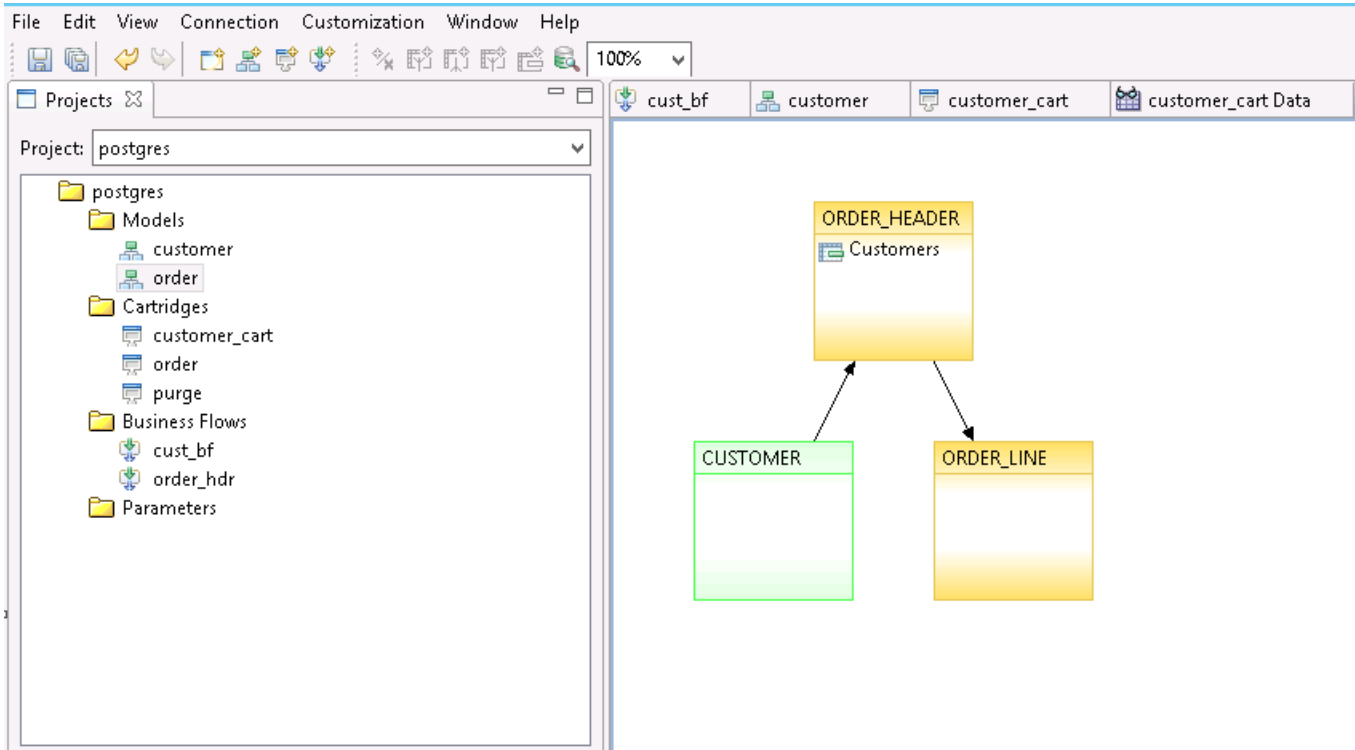 File Edit View Connection Customization Window Help
100%
Projects
cust_bf customer customer_cart customer_cart Data
Project: postgres
postgres
Models
customer
order
Cartridges
customer_cart
order
purge
Business Flows
cust_bf
order_hdr
Parameters
ORDER_HEADER
Customers
CUSTOMER
ORDER_LINE